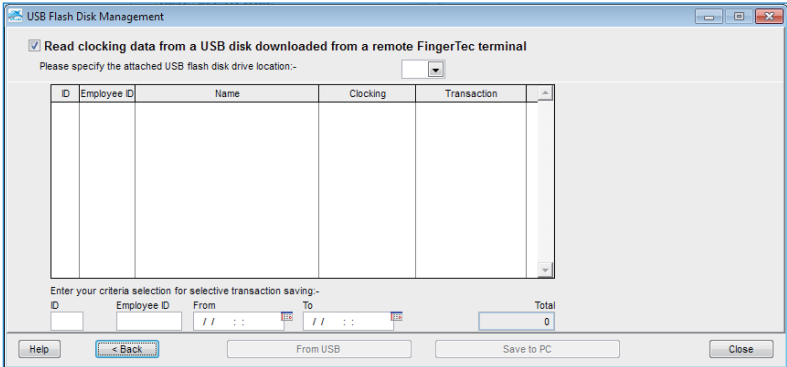 USB Flash Disk Management
Read clocking data from a USB disk downloaded from a remote FingerTec terminal
Please specify the attached USB flash disk drive location:-
ID Employee ID Name Clocking Transaction
Enter your criteria selection for selective transaction saving:-
ID Employee ID From To Total
/ / : : / / : : 0
Help < Back From USB Save to PC Close